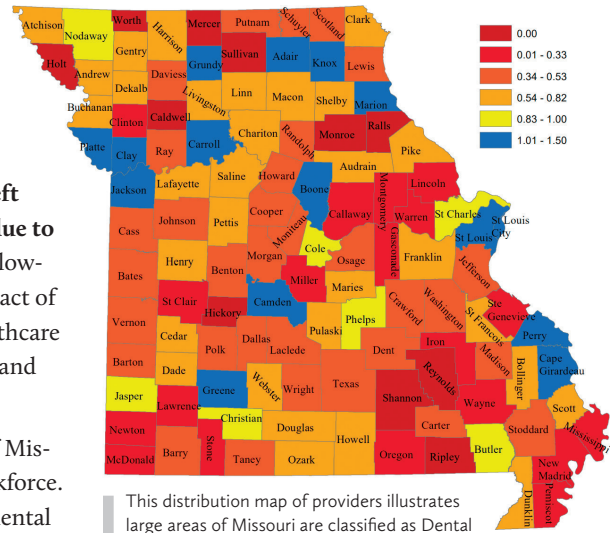 Atchison
Nodaway
Worth
Harrison
Mercer
Putnam
Schuyler
Scotland
Clark
Holt
Andrew
Gentry
Daviess
Grundy
Sullivan
Adair
Knox
Lewis
Buchanan
Dekalb
Livingston
Linn
Macon
Shelby
Marion
Clinton
Caldwell
Chariton
Randolph
Monroe
Ralls
Pike
Platte
Clay
Ray
Carroll
Saline
Howard
Boone
Audrain
Montgomery
Lincoln
Jackson
Lafayette
Cooper
Callaway
Warren
St Charles
St Louis
St Louis
City
Cass
Johnson
Pettis
Moniteau
Cole
Osage
Gasconade
Franklin
Jefferson
Bates
Henry
Benton
Morgan
Miller
Maries
Crawford
Washington
St Francois
Ste
Genevieve
Vernon
St Clair
Hickory
Camden
Pulaski
Phelps
Perry
Cedar
Polk
Dallas
Laclede
Dent
Iron
Madison
Bollinger
Cape
Girardeau
Barton
Dade
Greene
Webster
Wright
Texas
Shannon
Reynolds
Wayne
Scott
Jasper
Lawrence
Christian
Douglas
Howell
Carter
Butler
Stoddard
Mississippi
Newton
McDonald
Barry
Stone
Taney
Ozark
Oregon
Ripley
Dunklin
New
Madrid
Pemiscot
0.00
0.01 - 0.33
0.34 - 0.53
0.54 - 0.82
0.83 - 1.00
1.01 - 1.50
eft
lue to
low-
act of
lthcare
and
f Mis-
kforce.
lental
This distribution map of providers illustrates
large areas of Missouri are classified as Dental